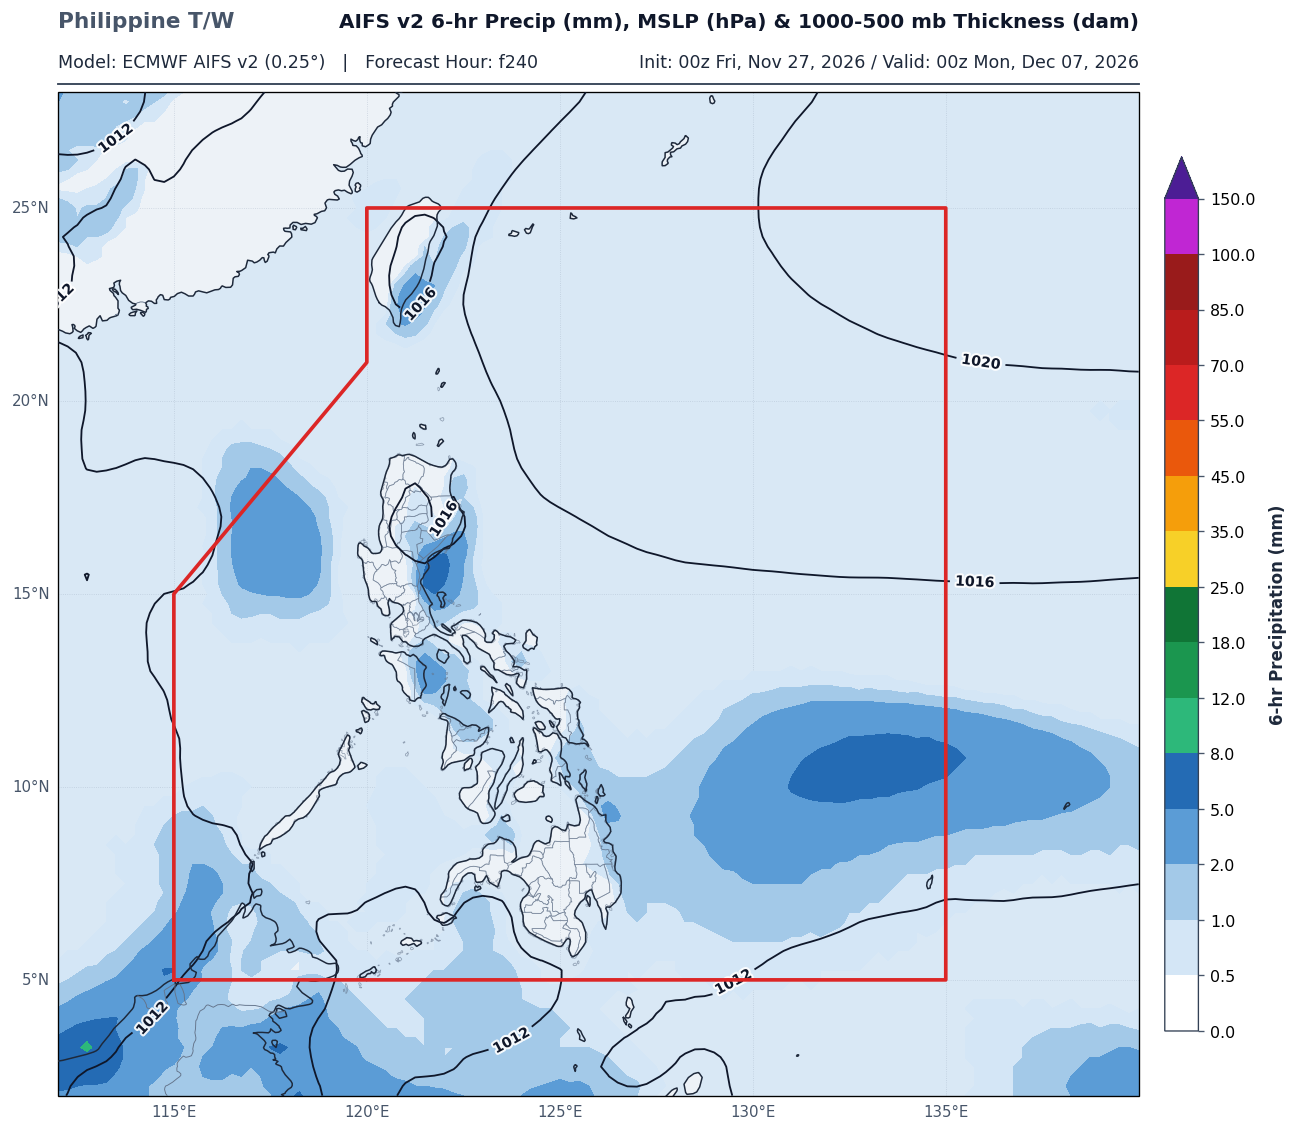 Philippine T/W
AIFS v2 6-hr Precip (mm), MSLP (hPa) & 1000-500 mb Thickness (dam)
Model: ECMWF AIFS v2 (0.25°) | Forecast Hour: f240
Init: 00z Fri, Nov 27, 2026 / Valid: 00z Mon, Dec 07, 2026
1012
12
1016
1020
1016
1016
1012
1012
1012
25°N
20°N
15°N
10°N
5°N
115°E
120°E
125°E
130°E
135°E
150.0
100.0
85.0
70.0
55.0
45.0
35.0
25.0
18.0
12.0
8.0
5.0
2.0
1.0
0.5
0.0
6-hr Precipitation (mm)